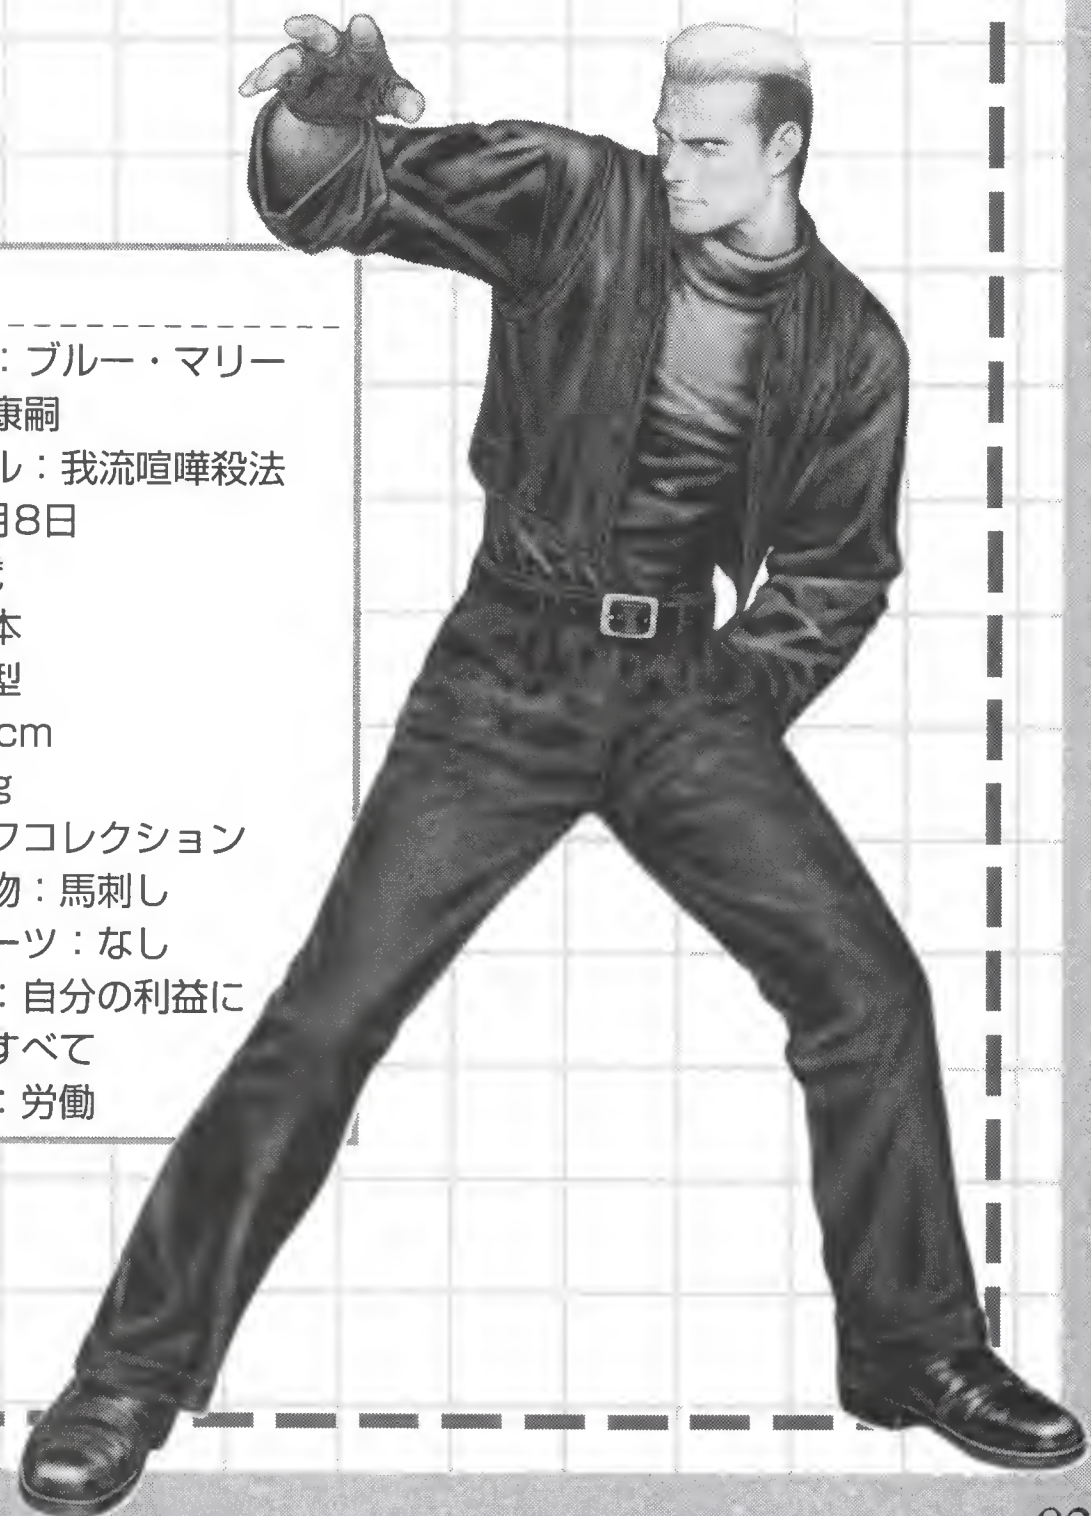 ：ブルー・マリー
康嗣
ル：我流喧嘩殺法
月8日
本
型
cm
g
フコレクション
物：馬刺し
ーツ：なし
：自分の利益に
すべて
：労働